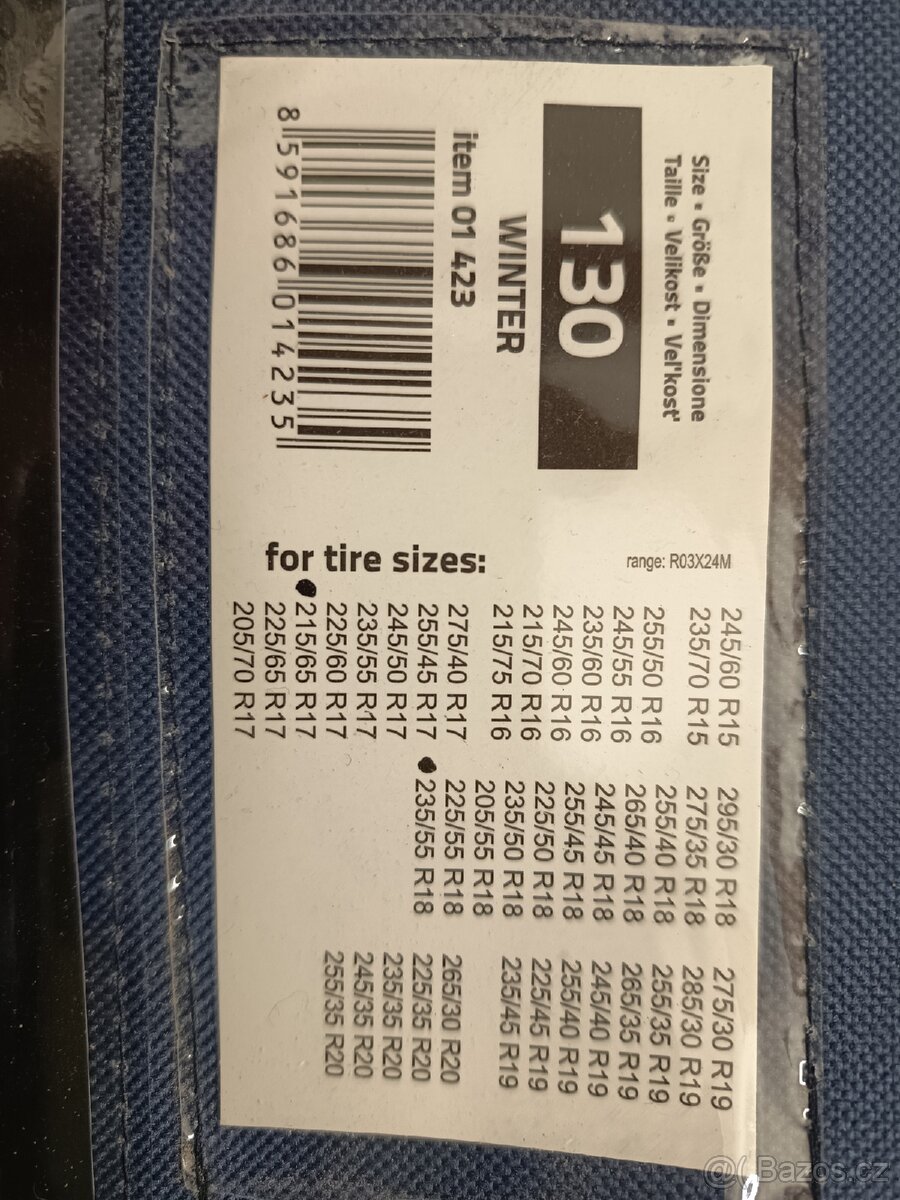 Size • Größe • Dimensione
Taille • Velikost • Vel'kost'
130
WINTER
item 01 423
8 591686 014235
range: R03X24M
for tire sizes:
245/60 R15
235/70 R15
255/50 R16
245/55 R16
235/60 R16
245/60 R16
215/70 R16
215/75 R16
275/40 R17
255/45 R17
245/50 R17
235/55 R17
225/60 R17
215/65 R17
225/65 R17
205/70 R17
295/30 R18
275/35 R18
255/40 R18
265/40 R18
245/45 R18
255/45 R18
225/50 R18
235/50 R18
205/55 R18
225/55 R18
235/55 R18
275/30 R19
285/30 R19
255/35 R19
265/35 R19
245/40 R19
255/40 R19
225/45 R19
235/45 R19
265/30 R20
225/35 R20
235/35 R20
245/35 R20
255/35 R20
@( Bazos.cz